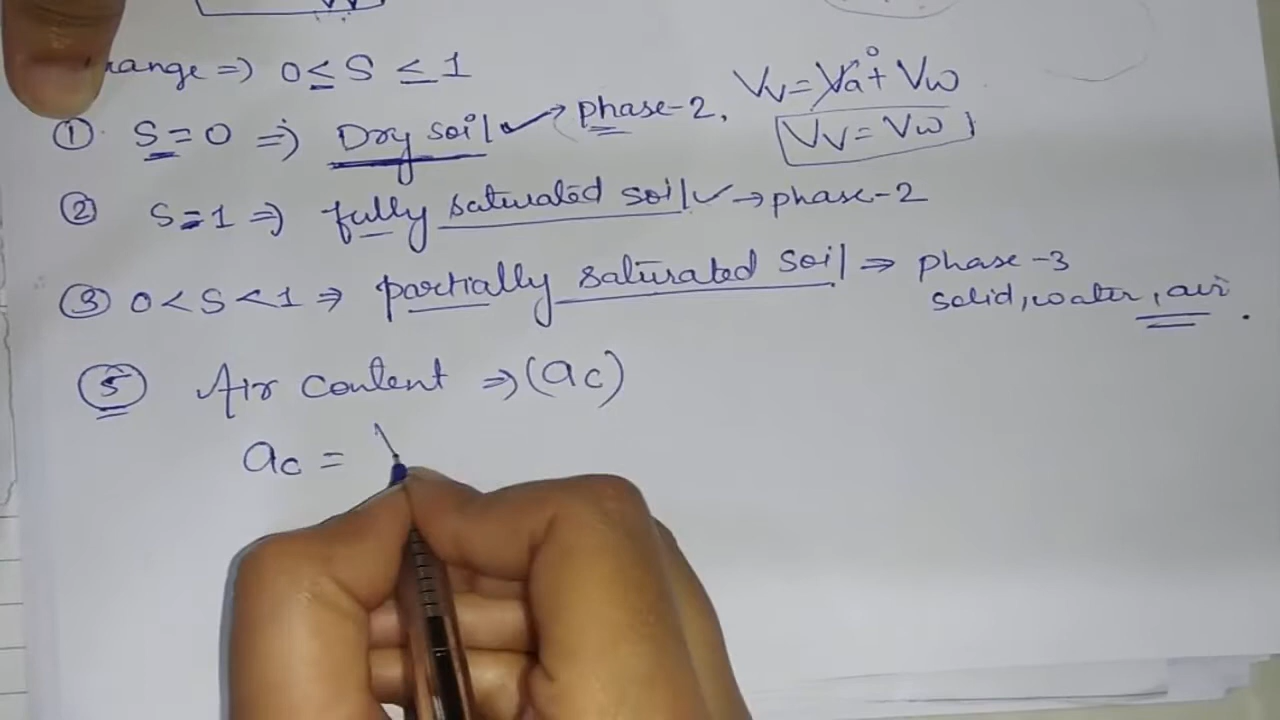 range ⇒ 0 ≤ S ≤ 1
① S = 0 ⇒ Dry soil ✓ → phase-2, Vv = Va⁰ + Vw
Vv = Vw
② S = 1 ⇒ fully saturated soil ✓ → phase-2
③ 0 < S < 1 ⇒ partially saturated soil ⇒ phase-3
solid, water, air .
⑤ Air content ⇒ (ac)
ac =